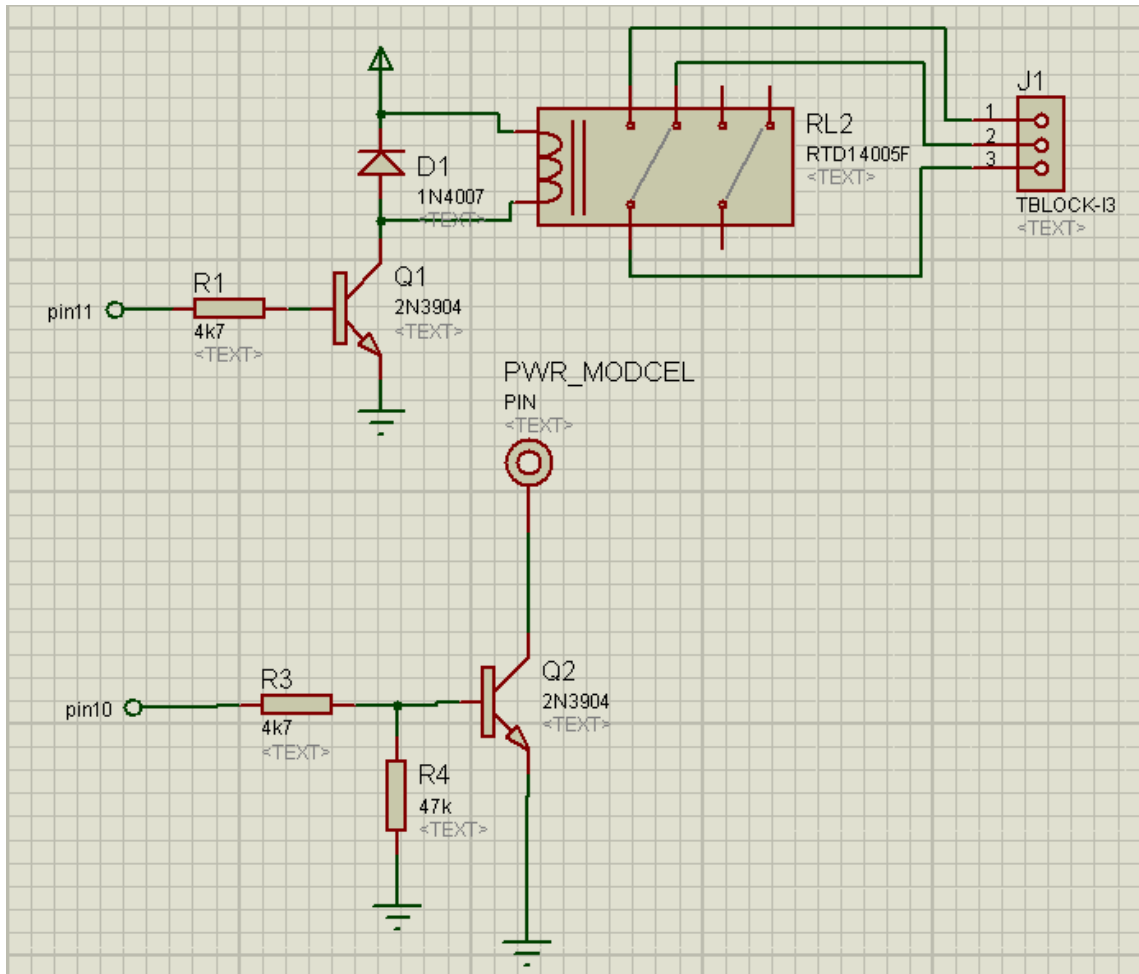 J1
1
2
3
TBLOCK-I3
<TEXT>
RL2
RTD14005F
<TEXT>
D1
1N4007
<TEXT>
Q1
2N3904
<TEXT>
R1
pin11
4k7
<TEXT>
PWR_MODCEL
PIN
<TEXT>
Q2
2N3904
<TEXT>
R3
pin10
4k7
<TEXT>
R4
47k
<TEXT>